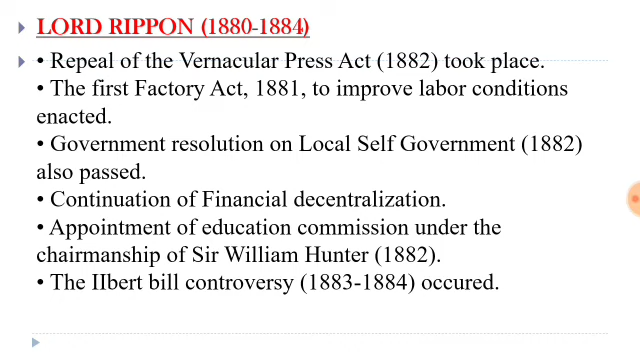 LORD RIPPON (1880-1884)
• Repeal of the Vernacular Press Act (1882) took place.
• The first Factory Act, 1881, to improve labor conditions
enacted.
• Government resolution on Local Self Government (1882)
also passed.
• Continuation of Financial decentralization.
• Appointment of education commission under the
chairmanship of Sir William Hunter (1882).
• The IIbert bill controversy (1883-1884) occured.